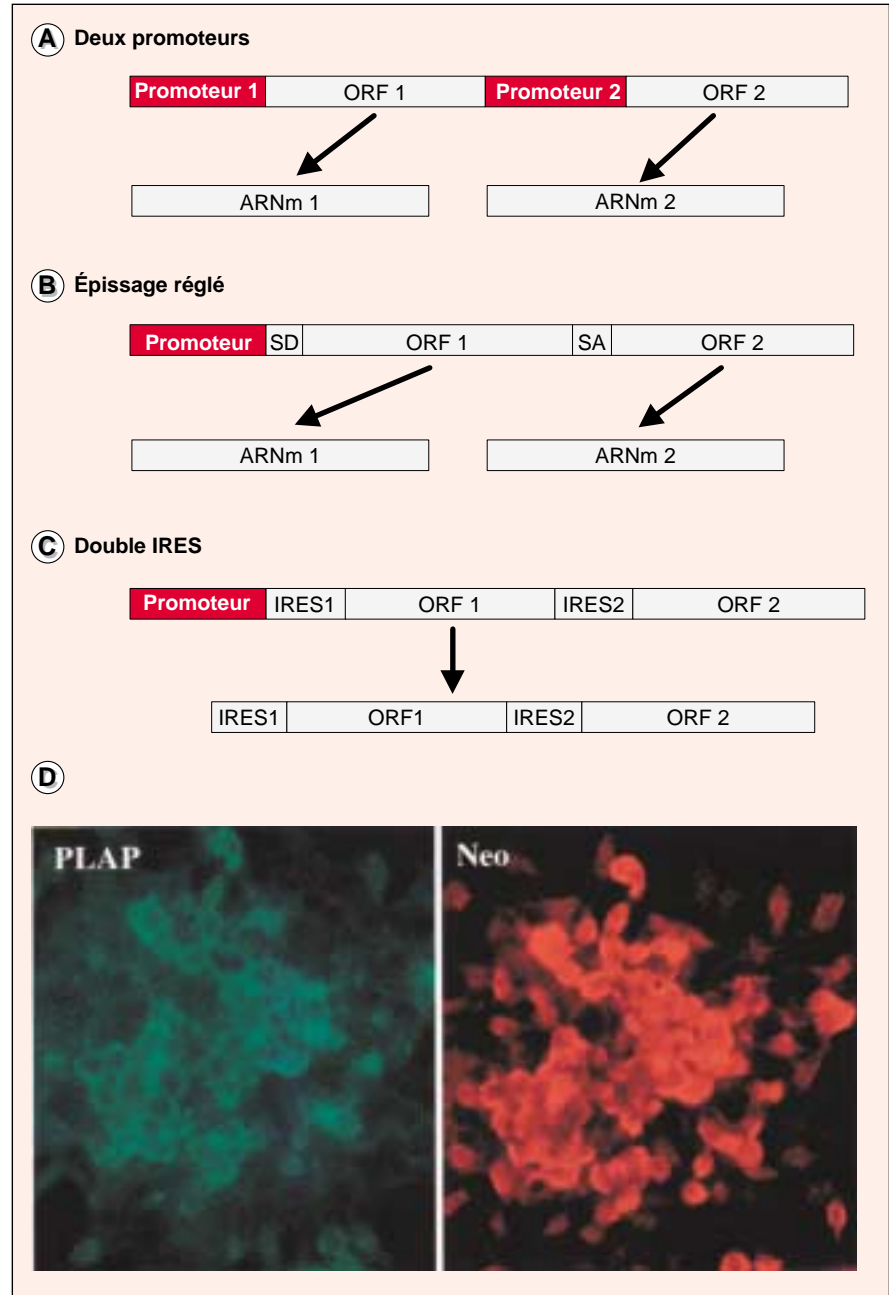 A Deux promoteurs
Promoteur 1 ORF 1 Promoteur 2 ORF 2
ARNm 1 ARNm 2
B Épissage réglé
Promoteur SD ORF 1 SA ORF 2
ARNm 1 ARNm 2
C Double IRES
Promoteur IRES1 ORF 1 IRES2 ORF 2
IRES1 ORF1 IRES2 ORF 2
D
PLAP Neo